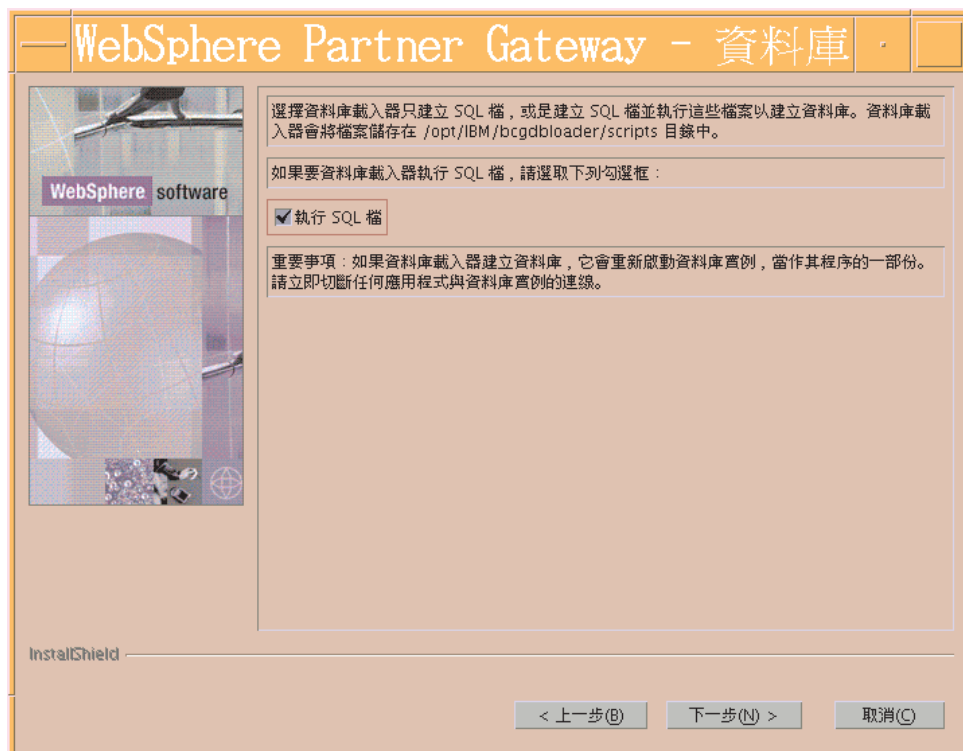 WebSphere Partner Gateway - 資料庫
選擇資料庫載入器只建立 SQL 檔，或是建立 SQL 檔並執行這些檔案以建立資料庫。資料庫載
入器會將檔案儲存在 /opt/IBM/bcgdbloader/scripts 目錄中。
如果要資料庫載入器執行 SQL 檔，請選取下列勾選框：
執行 SQL 檔
重要事項：如果資料庫載入器建立資料庫，它會重新啟動資料庫實例，當作其程序的一部份。
請立即切斷任何應用程式與資料庫實例的連線。
WebSphere software
InstallShield
< 上一步(B)
下一步(N) >
取消(C)